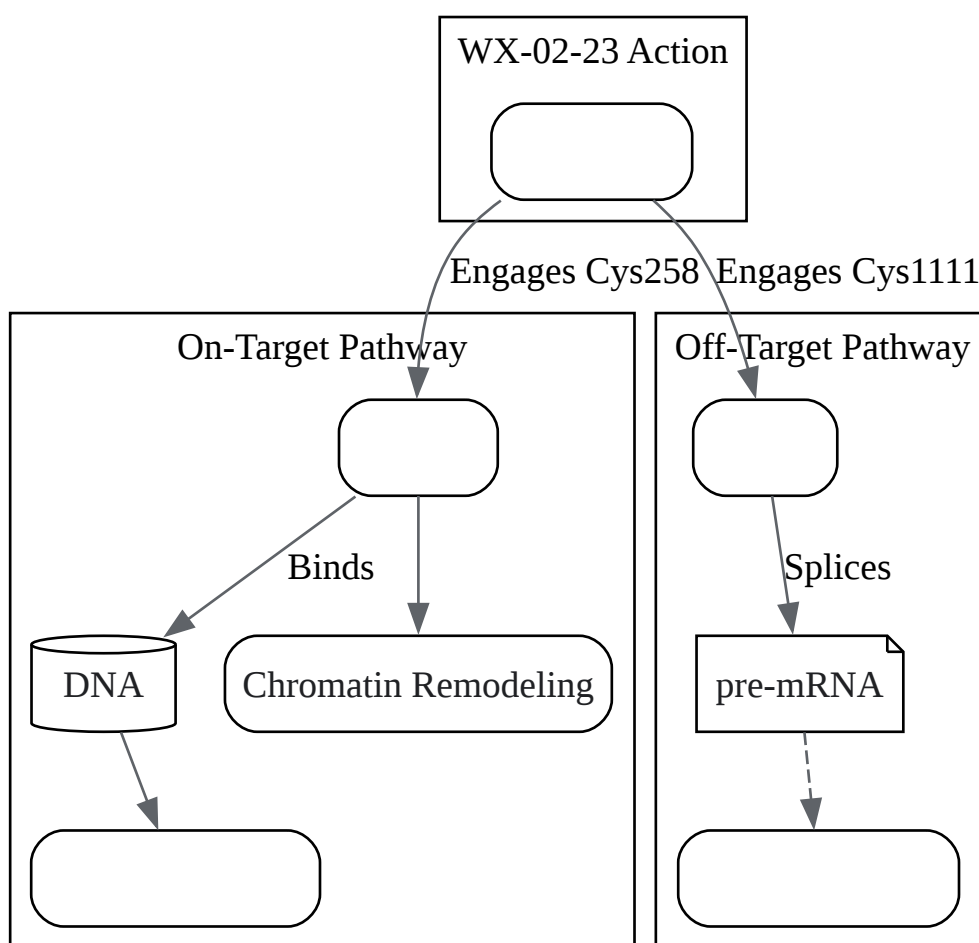 WX-02-23 Action
Engages Cys258
Engages Cys1111
On-Target Pathway
Off-Target Pathway
Binds
Splices
DNA
Chromatin Remodeling
pre-mRNA